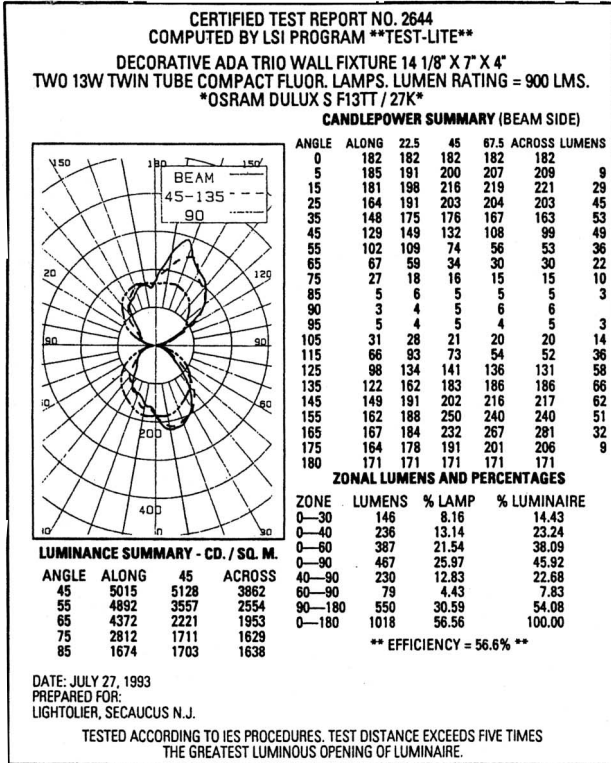 CERTIFIED TEST REPORT NO. 2644
COMPUTED BY LSI PROGRAM **TEST-LITE**
DECORATIVE ADA TRIO WALL FIXTURE 14 1/8" X 7" X 4"
TWO 13W TWIN TUBE COMPACT FLUOR. LAMPS. LUMEN RATING = 900 LMS.
*OSRAM DULUX S F13TT / 27K*
CANDLEPOWER SUMMARY (BEAM SIDE)
ANGLE ALONG 22.5 45 67.5 ACROSS LUMENS
0 182 182 182 182 182
5 185 191 200 207 209 9
15 181 198 216 219 221 29
25 164 191 203 204 203 45
35 148 175 176 167 163 53
45 129 149 132 108 99 49
55 102 109 74 56 53 36
65 67 59 34 30 30 22
75 27 18 16 15 15 10
85 5 6 5 5 5 3
90 3 4 5 6 6
95 5 4 5 4 5 3
105 31 28 21 20 20 14
115 66 93 73 54 52 36
125 98 134 141 136 131 58
135 122 162 183 186 186 66
145 149 191 202 216 217 62
155 162 188 250 240 240 51
165 167 184 232 267 281 32
175 164 178 191 201 206 9
180 171 171 171 171 171
150 180 150
BEAM
45-135
90
20 120
90 90
60
200
400
30
ZONAL LUMENS AND PERCENTAGES
ZONE LUMENS % LAMP % LUMINAIRE
0—30 146 8.16 14.43
0—40 236 13.14 23.24
0—60 387 21.54 38.09
0—90 467 25.97 45.92
40—90 230 12.83 22.68
60—90 79 4.43 7.83
90—180 550 30.59 54.08
0—180 1018 56.56 100.00
** EFFICIENCY = 56.6% **
LUMINANCE SUMMARY - CD. / SQ. M.
ANGLE ALONG 45 ACROSS
45 5015 5128 3862
55 4892 3557 2554
65 4372 2221 1953
75 2812 1711 1629
85 1674 1703 1638
DATE: JULY 27, 1993
PREPARED FOR:
LIGHTOLIER, SECAUCUS N.J.
TESTED ACCORDING TO IES PROCEDURES. TEST DISTANCE EXCEEDS FIVE TIMES
THE GREATEST LUMINOUS OPENING OF LUMINAIRE.